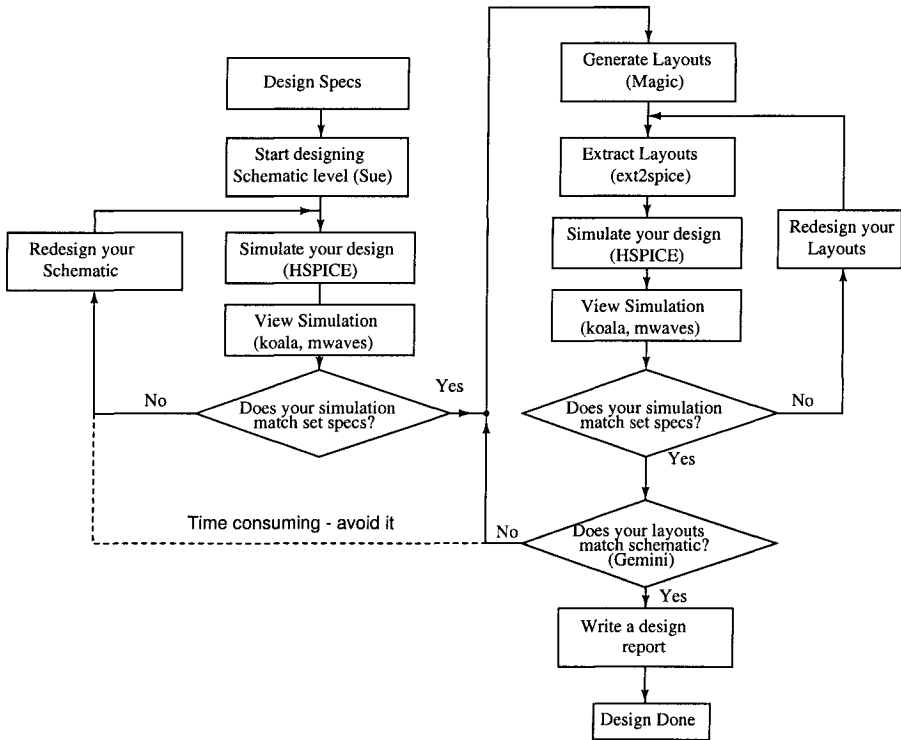 Design Specs
Start designing
Schematic level (Sue)
Redesign your
Schematic
Simulate your design
(HSPICE)
View Simulation
(koala, mwaves)
No
Does your simulation
match set specs?
Yes
Time consuming - avoid it
Generate Layouts
(Magic)
Extract Layouts
(ext2spice)
Simulate your design
(HSPICE)
Redesign your
Layouts
View Simulation
(koala, mwaves)
Does your simulation
match set specs?
No
Yes
No
Does your layouts
match schematic?
(Gemini)
Yes
Write a design
report
Design Done